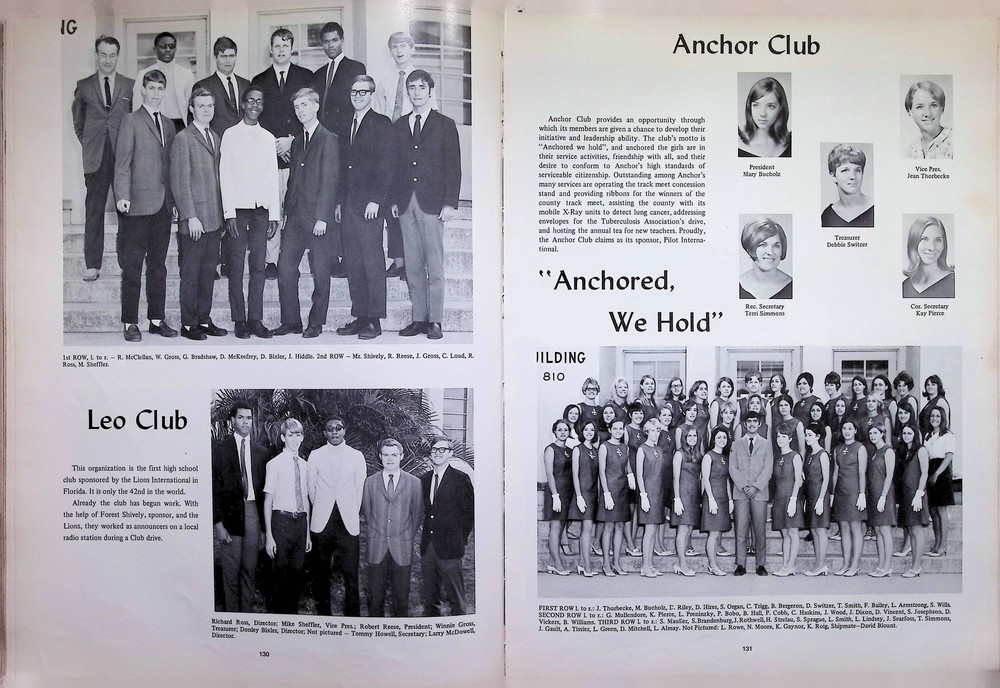 NG
1st ROW, l. to r. — R. McClellan, W. Gross, G. Bradshaw, D. McKeefrey, D. Bixler, J. Hiddle. 2nd ROW — Mr. Shively, R. Reese, J. Gross, C. Loud, R.
Ross, M. Sheffler.
Leo Club
This organization is the first high school
club sponsored by the Lions International in
Florida. It is only the 42nd in the world.
Already the club has begun work. With
the help of Forest Shively, sponsor, and the
Lions, they worked as announcers on a local
radio station during a Club drive.
Richard Ross, Director; Mike Sheffler, Vice Pres.; Robert Reese, President; Winnie Gross,
Treasurer; Donley Bixler, Director; Not pictured — Tommy Howell, Secretary; Larry McDowell,
Director.
130
Anchor Club
Anchor Club provides an opportunity through
which its members are given a chance to develop their
initiative and leadership ability. The club's motto is
"Anchored we hold", and anchored the girls are in
their service activities, friendship with all, and their
desire to conform to Anchor's high standards of
serviceable citizenship. Outstanding among Anchor's
many services are operating the track meet concession
stand and providing ribbons for the winners of the
county track meet, assisting the county with its
mobile X-Ray units to detect lung cancer, addressing
envelopes for the Tuberculosis Association's drive,
and hosting the annual tea for new teachers. Proudly,
the Anchor Club claims as its sponsor, Pilot Interna-
tional.
President
Mary Bucholz
Vice Pres.
Jean Thorbecke
Treasurer
Debbie Switzer
Rec. Secretary
Terri Simmons
Cor. Secretary
Kay Pierce
"Anchored,
We Hold"
ILDING
810
FIRST ROW l. to r.: J. Thorbecke, M. Bucholz, C. Riley, D. Hires, S. Organ, C. Trigg, B. Bergeron, D. Switzer, T. Smith, F. Bailey, L. Armstrong, S. Wills.
SECOND ROW l. to r.: G. Mullendore, K. Pierce, L. Preninzky, P. Bobo, B. Hall, P. Cobb, C. Haskins, J. Wood, J. Dixon, D. Vincent, S. Josephson, D.
Vickers, B. Williams. THIRD ROW l. to r.: S. Mauller, S. Brandenburg, J. Rothwell, H. Strelau, S. Sprague, L. Smith, L. Lindsey, J. Searfoss, T. Simmons,
J. Gault, A. Tissier, L. Green, D. Mitchell, L. Almay. Not Pictured: L. Rowe, N. Moore, K. Gaynor, K. Roig, Shipmate—David Blount.
131